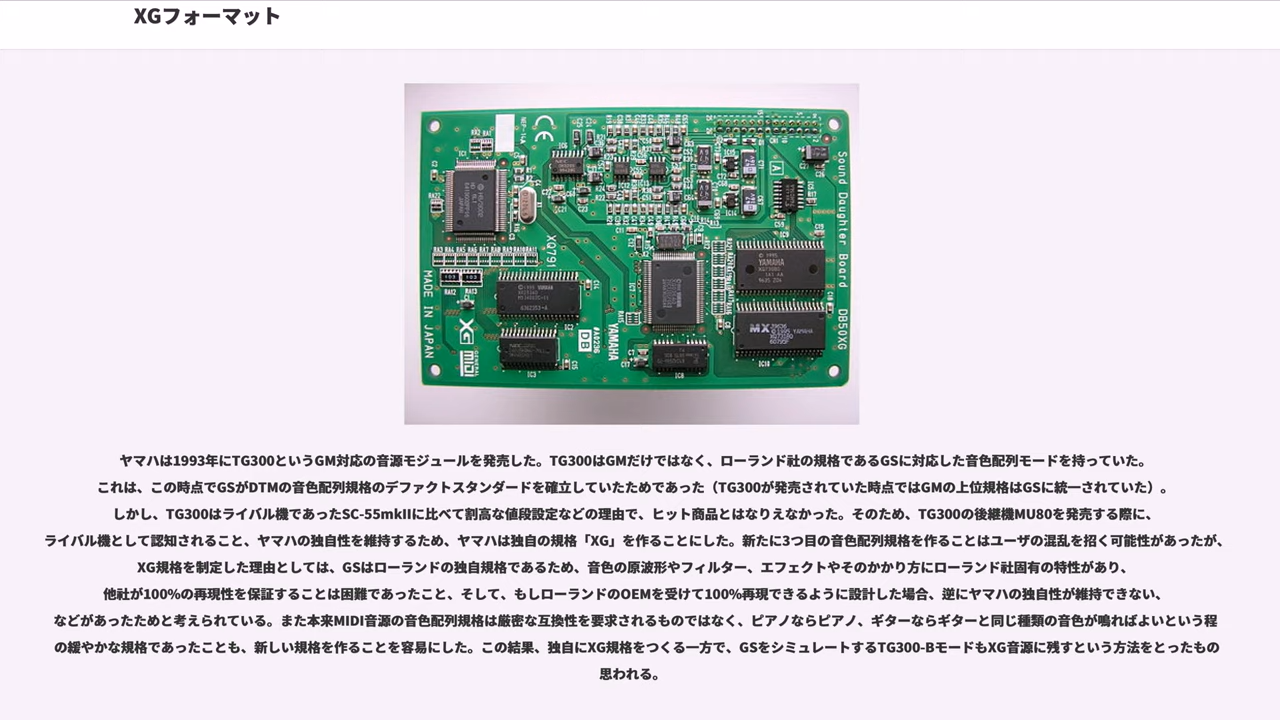 XGフォーマット
Sound Daughter Board DB50XG
MADE IN JAPAN
XG
GENERAL
MIDI
XQ791
DB
YAMAHA
YAMAHA
MX
IC1
IC2
IC3
IC7
IC8
IC9
IC10
RA12 RA13
ヤマハは1993年にTG300というGM対応の音源モジュールを発売した。TG300はGMだけではなく、ローランド社の規格であるGSに対応した音色配列モードを持っていた。
これは、この時点でGSがDTMの音色配列規格のデファクトスタンダードを確立していたためであった（TG300が発売されていた時点ではGMの上位規格はGSに統一されていた）。
しかし、TG300はライバル機であったSC-55mkIIに比べて割高な値段設定などの理由で、ヒット商品とはなりえなかった。そのため、TG300の後継機MU80を発売する際に、
ライバル機として認知されること、ヤマハの独自性を維持するため、ヤマハは独自の規格「XG」を作ることにした。新たに3つ目の音色配列規格を作ることはユーザの混乱を招く可能性があったが、
XG規格を制定した理由としては、GSはローランドの独自規格であるため、音色の原波形やフィルター、エフェクトやそのかかり方にローランド社固有の特性があり、
他社が100%の再現性を保証することは困難であったこと、そして、もしローランドのOEMを受けて100%再現できるように設計した場合、逆にヤマハの独自性が維持できない、
などがあったためと考えられている。また本来MIDI音源の音色配列規格は厳密な互換性を要求されるものではなく、ピアノならピアノ、ギターならギターと同じ種類の音色が鳴ればよいという程
の緩やかな規格であったことも、新しい規格を作ることを容易にした。この結果、独自にXG規格をつくる一方で、GSをシミュレートするTG300-BモードもXG音源に残すという方法をとったもの
思われる。